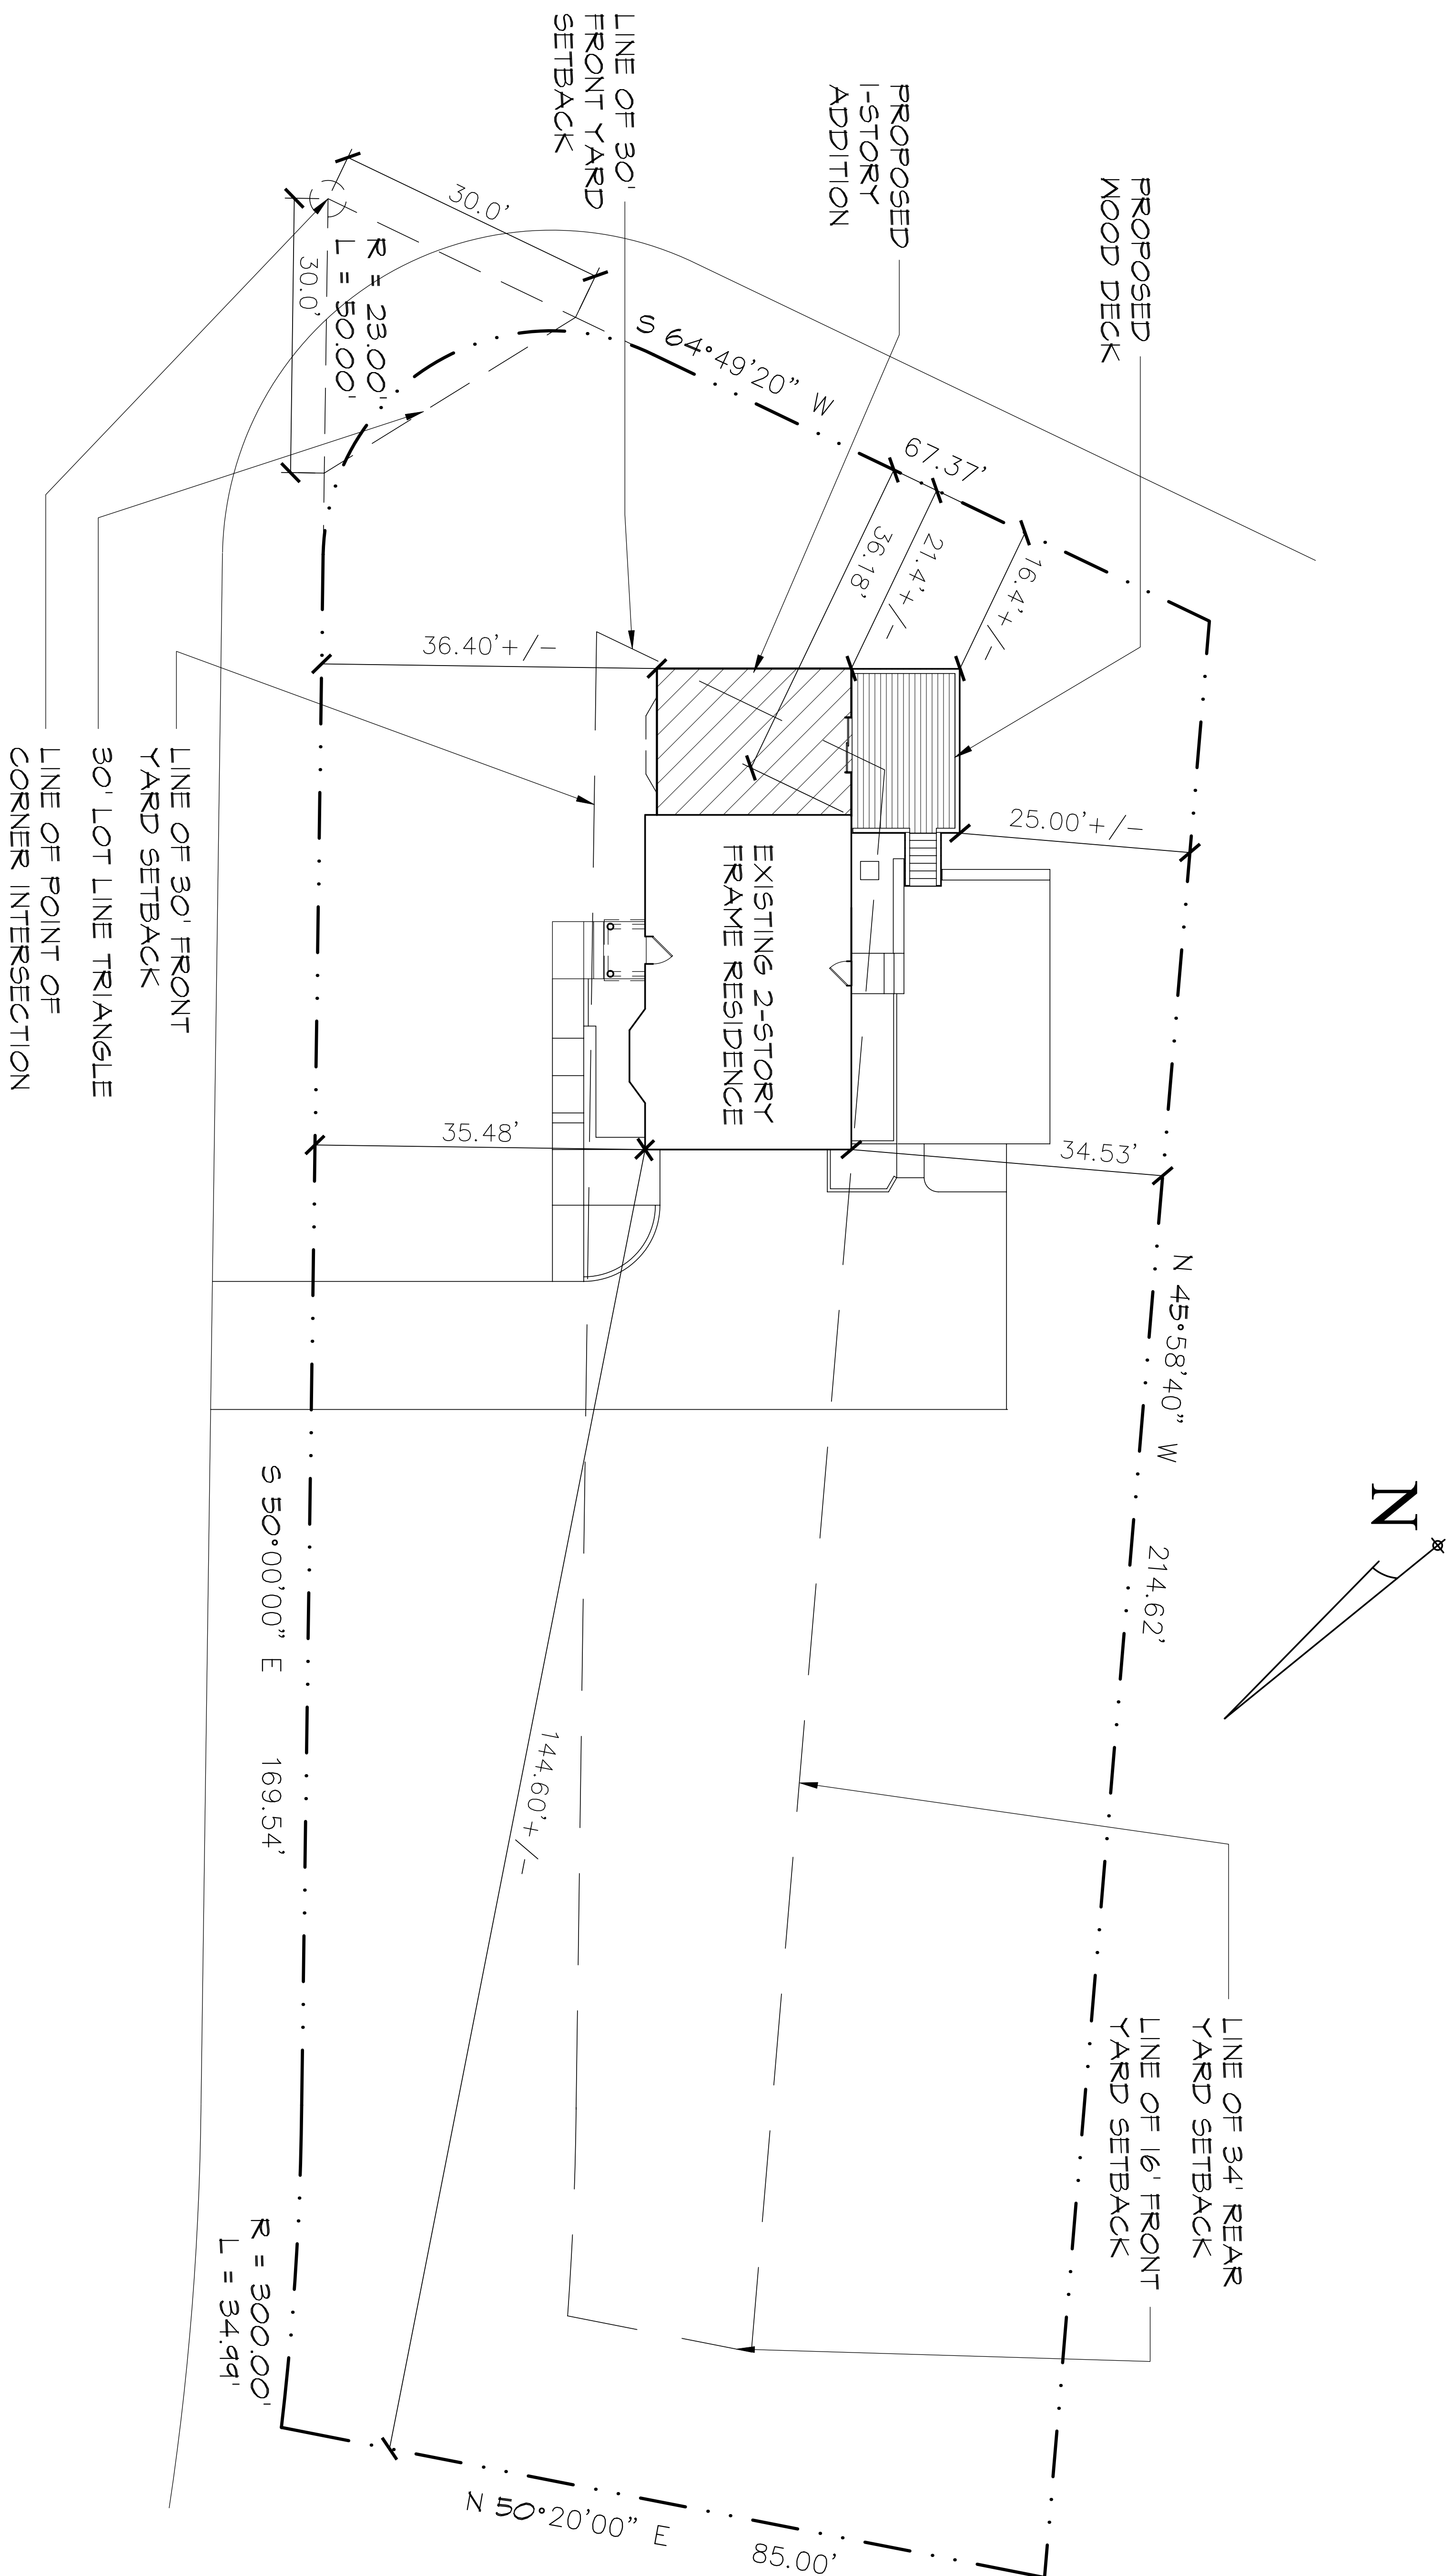 PROPOSED
WOOD DECK
PROPOSED
1-STORY
ADDITION
LINE OF 30'
FRONT YARD
SETBACK
30.0'
30.0'
R = 23.00'
L = 50.00'
S 64°49'20" W
67.37'
36.18'
21.4'+/-
16.4'+/-
36.40'+/-
25.00'+/-
EXISTING 2-STORY
FRAME RESIDENCE
LINE OF 30' FRONT
YARD SETBACK
30' LOT LINE TRIANGLE
LINE OF POINT OF
CORNER INTERSECTION
35.48'
34.53'
N 45°58'40" W
214.62'
N
S 50°00'00" E
169.54'
144.60'+/-
LINE OF 34' REAR
YARD SETBACK
LINE OF 16' FRONT
YARD SETBACK
R = 300.00'
L = 34.99'
N 50°20'00" E
85.00'